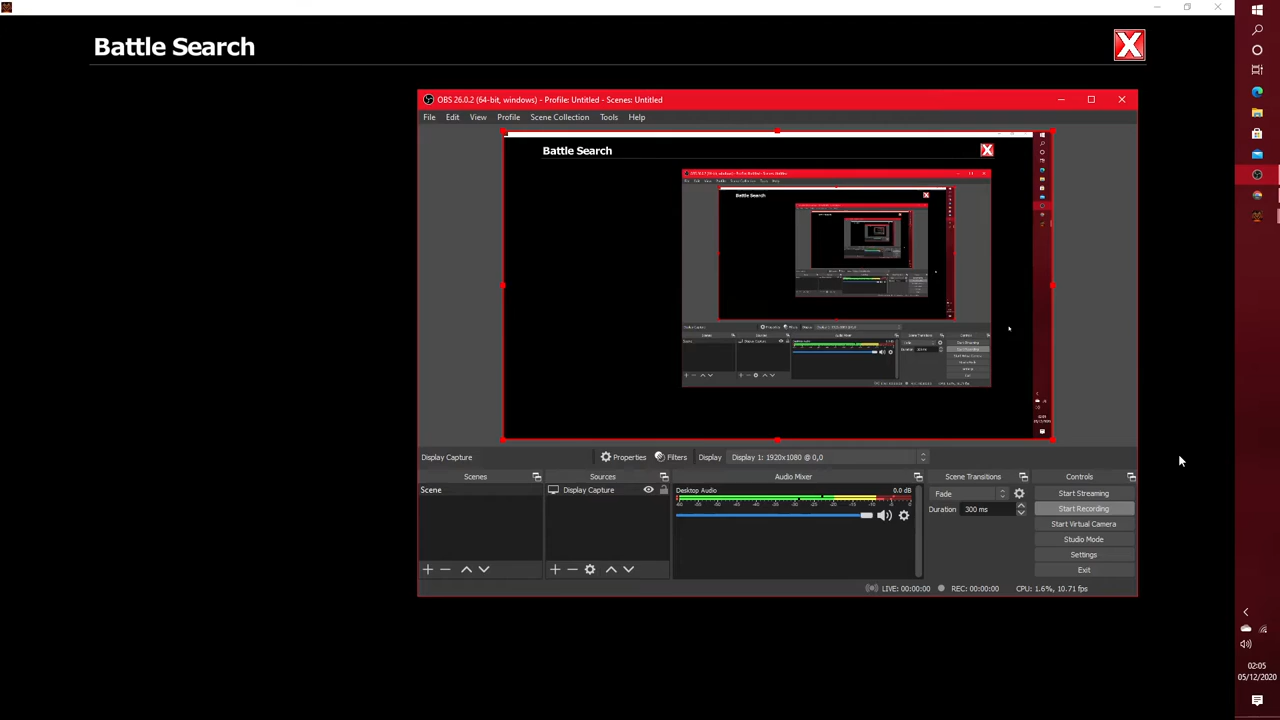 Battle Search
X
OBS 26.0.2 (64-bit, windows) - Profile: Untitled - Scenes: Untitled
File Edit View Profile Scene Collection Tools Help
Battle Search
X
Battle Search
Display Capture Properties Filters Display Display 1: 1920x1080 @ 0,0
Scenes Sources Audio Mixer Scene Transitions Controls
Scene
Display Capture
Desktop Audio 0.0 dB
Fade
Duration 300 ms
Start Streaming
Start Recording
Start Virtual Camera
Studio Mode
Settings
Exit
LIVE: 00:00:00 REC: 00:00:00 CPU: 1.6%, 10.71 fps
02:05
05/12/2020